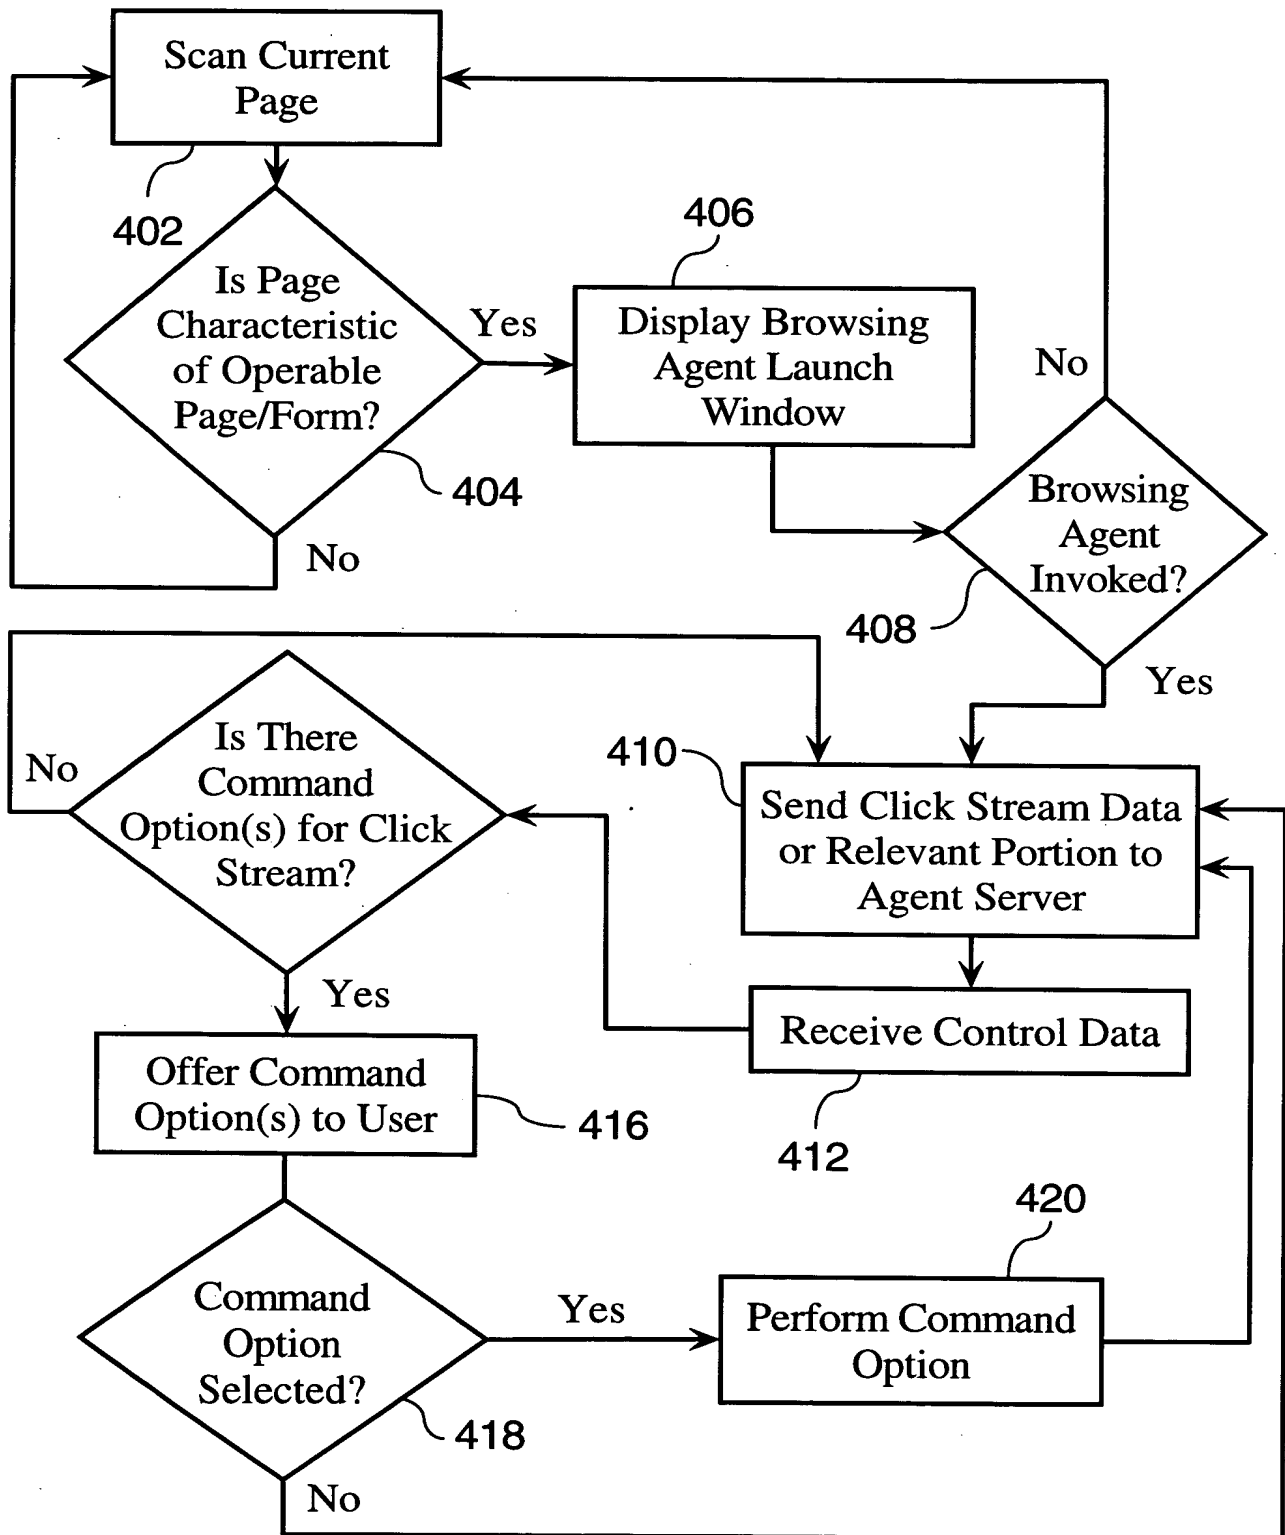 Scan Current
Page
402
Is Page
Characteristic
of Operable
Page/Form?
404
Yes
No
406
Display Browsing
Agent Launch
Window
No
Browsing
Agent
Invoked?
408
Yes
Is There
Command
Option(s) for Click
Stream?
No
Yes
410
Send Click Stream Data
or Relevant Portion to
Agent Server
Receive Control Data
412
Offer Command
Option(s) to User
416
Command
Option
Selected?
418
Yes
No
420
Perform Command
Option